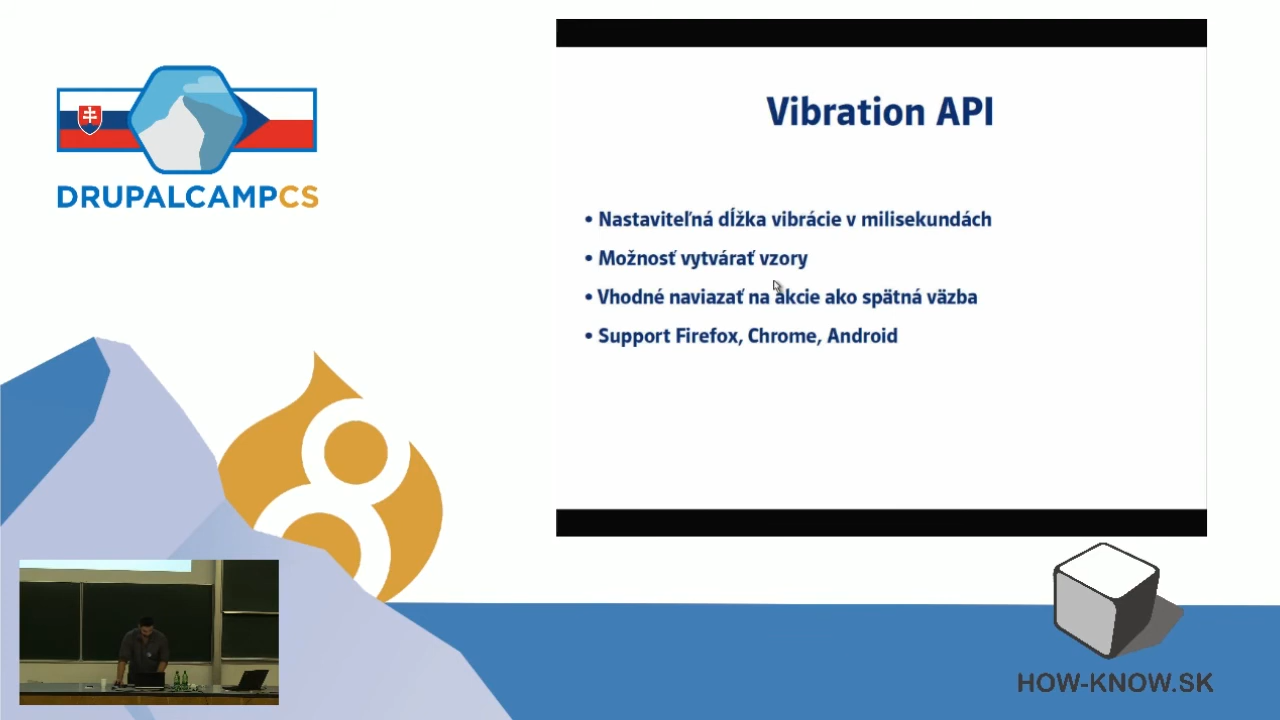 DRUPALCAMPCS
Vibration API
• Nastaviteľná dĺžka vibrácie v milisekundách
• Možnosť vytvárať vzory
• Vhodné naviazať na akcie ako spätná väzba
• Support Firefox, Chrome, Android
HOW-KNOW.SK